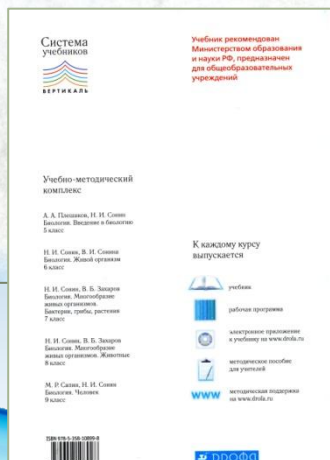 Система
учебников
ВЕРТИКАЛЬ
Учебник рекомендован
Министерством образования
и науки РФ, предназначен
для общеобразовательных
учреждений
Учебно-методический
комплекс
А. А. Плешаков, Н. И. Сонин
Биология. Введение в биологию
5 класс
Н. И. Сонин, В. И. Сонина
Биология. Живой организм
6 класс
Н. И. Сонин, В. Б. Захаров
Биология. Многообразие
живых организмов.
Бактерии, грибы, растения
7 класс
Н. И. Сонин, В. Б. Захаров
Биология. Многообразие
живых организмов. Животные
8 класс
М. Р. Сапин, Н. И. Сонин
Биология. Человек
9 класс
К каждому курсу
выпускается
учебник
рабочая программа
электронное приложение
к учебнику на www.drofa.ru
методическое пособие
для учителей
www
методическая поддержка
на www.drofa.ru
дрофа